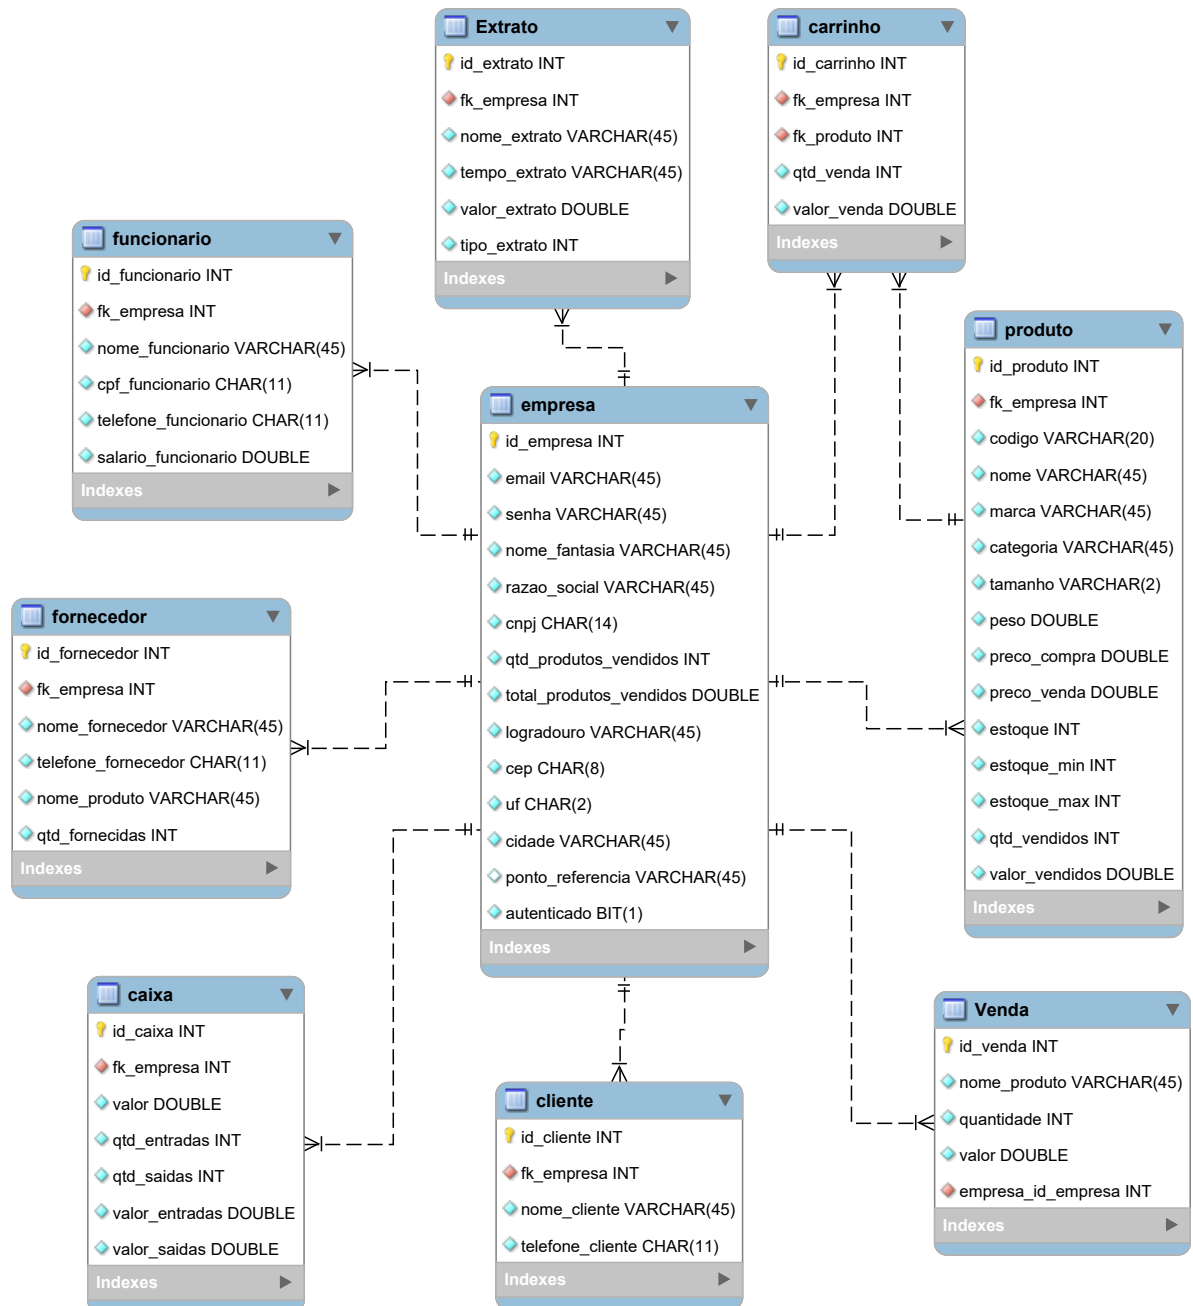 Extrato
id_extrato INT
fk_empresa INT
nome_extrato VARCHAR(45)
tempo_extrato VARCHAR(45)
valor_extrato DOUBLE
tipo_extrato INT
Indexes
carrinho
id_carrinho INT
fk_empresa INT
fk_produto INT
qtd_venda INT
valor_venda DOUBLE
Indexes
funcionario
id_funcionario INT
fk_empresa INT
nome_funcionario VARCHAR(45)
cpf_funcionario CHAR(11)
telefone_funcionario CHAR(11)
salario_funcionario DOUBLE
Indexes
produto
id_produto INT
fk_empresa INT
codigo VARCHAR(20)
nome VARCHAR(45)
marca VARCHAR(45)
categoria VARCHAR(45)
tamanho VARCHAR(2)
peso DOUBLE
preco_compra DOUBLE
preco_venda DOUBLE
estoque INT
estoque_min INT
estoque_max INT
qtd_vendidos INT
valor_vendidos DOUBLE
Indexes
empresa
id_empresa INT
email VARCHAR(45)
senha VARCHAR(45)
nome_fantasia VARCHAR(45)
razao_social VARCHAR(45)
cnpj CHAR(14)
qtd_produtos_vendidos INT
total_produtos_vendidos DOUBLE
logradouro VARCHAR(45)
cep CHAR(8)
uf CHAR(2)
cidade VARCHAR(45)
ponto_referencia VARCHAR(45)
autenticado BIT(1)
Indexes
fornecedor
id_fornecedor INT
fk_empresa INT
nome_fornecedor VARCHAR(45)
telefone_fornecedor CHAR(11)
nome_produto VARCHAR(45)
qtd_fornecidas INT
Indexes
caixa
id_caixa INT
fk_empresa INT
valor DOUBLE
qtd_entradas INT
qtd_saidas INT
valor_entradas DOUBLE
valor_saidas DOUBLE
Indexes
cliente
id_cliente INT
fk_empresa INT
nome_cliente VARCHAR(45)
telefone_cliente CHAR(11)
Indexes
Venda
id_venda INT
nome_produto VARCHAR(45)
quantidade INT
valor DOUBLE
empresa_id_empresa INT
Indexes